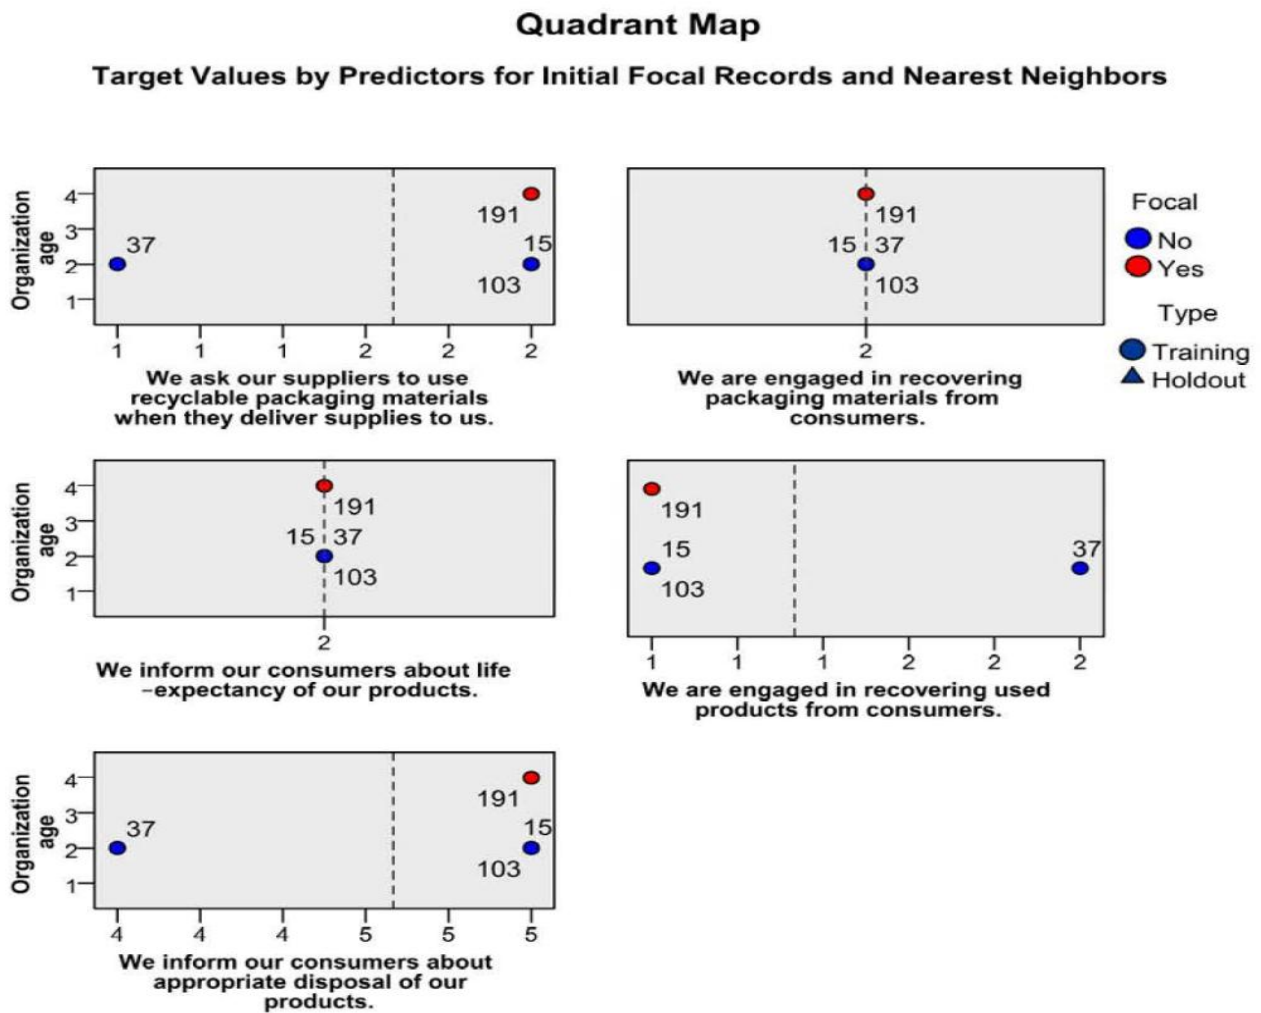 Quadrant Map
Target Values by Predictors for Initial Focal Records and Nearest Neighbors
Organization
age
4
3
2
1
37
191
15
103
1 1 1 2 2 2
We ask our suppliers to use
recyclable packaging materials
when they deliver supplies to us.
191
15 37
103
2
We are engaged in recovering
packaging materials from
consumers.
Focal
No
Yes
Type
Training
Holdout
Organization
age
4
3
2
1
191
15 37
103
2
We inform our consumers about life
-expectancy of our products.
191
15
103
37
1 1 1 2 2 2
We are engaged in recovering used
products from consumers.
Organization
age
4
3
2
1
37
191
15
103
4 4 4 5 5 5
We inform our consumers about
appropriate disposal of our
products.